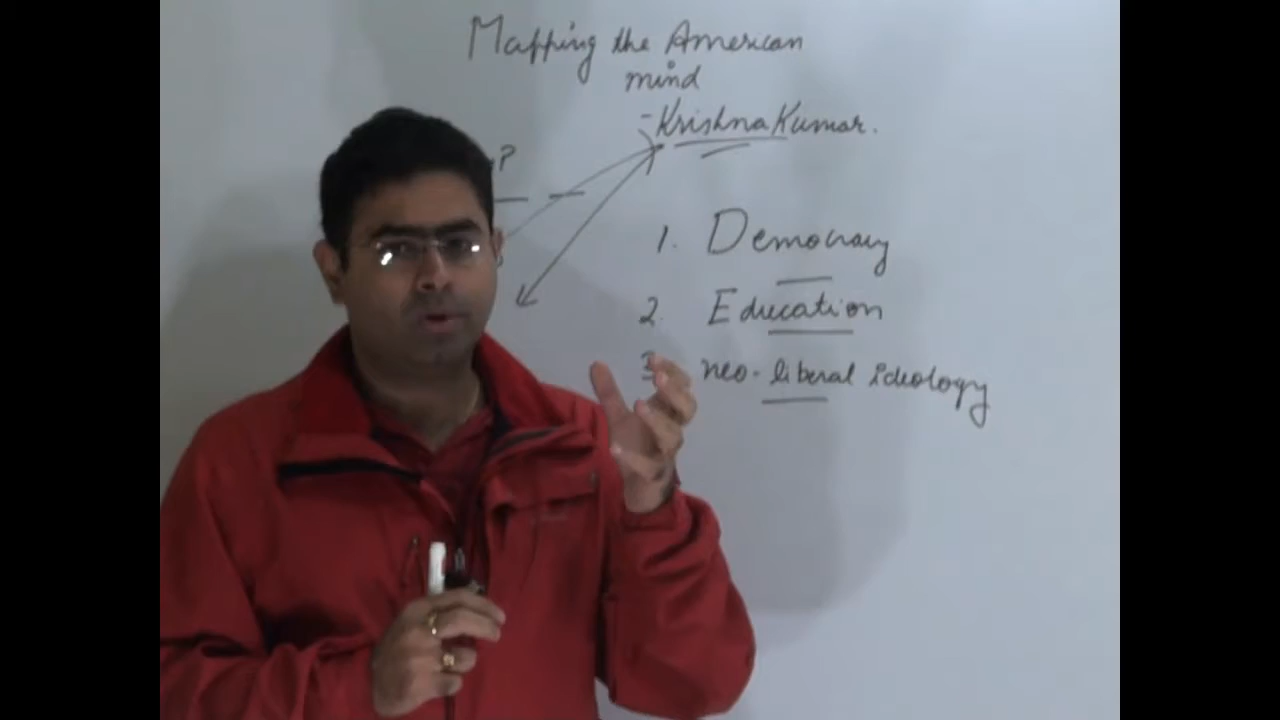 Mapping the American
mind
- Krishna Kumar.
P
1. Democracy
2. Education
3 neo-liberal ideology